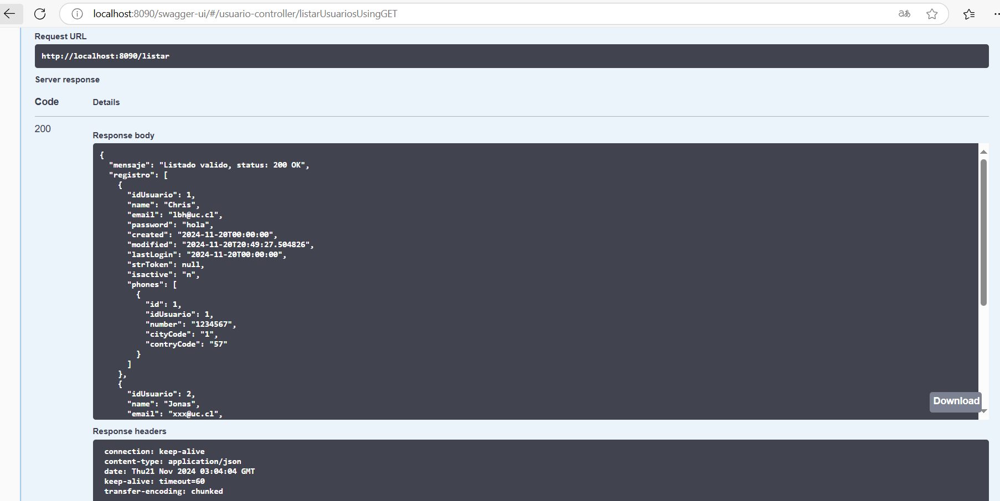 localhost:8090/swagger-ui/#/usuario-controller/listarUsuariosUsingGET
aあ
Request URL
http://localhost:8090/listar
Server response
Code Details
200
Response body
{
"mensaje": "Listado valido, status: 200 OK",
"registro": [
{
"idUsuario": 1,
"name": "Chris",
"email": "lbh@uc.cl",
"password": "hola",
"created": "2024-11-20T00:00:00",
"modified": "2024-11-20T20:49:27.504826",
"lastLogin": "2024-11-20T00:00:00",
"strToken": null,
"isactive": "n",
"phones": [
{
"id": 1,
"idUsuario": 1,
"number": "1234567",
"cityCode": "1",
"contryCode": "57"
}
]
},
{
"idUsuario": 2,
"name": "Jonas",
"email": "xxx@uc.cl",
Download
Response headers
connection: keep-alive
content-type: application/json
date: Thu21 Nov 2024 03:04:04 GMT
keep-alive: timeout=60
transfer-encoding: chunked